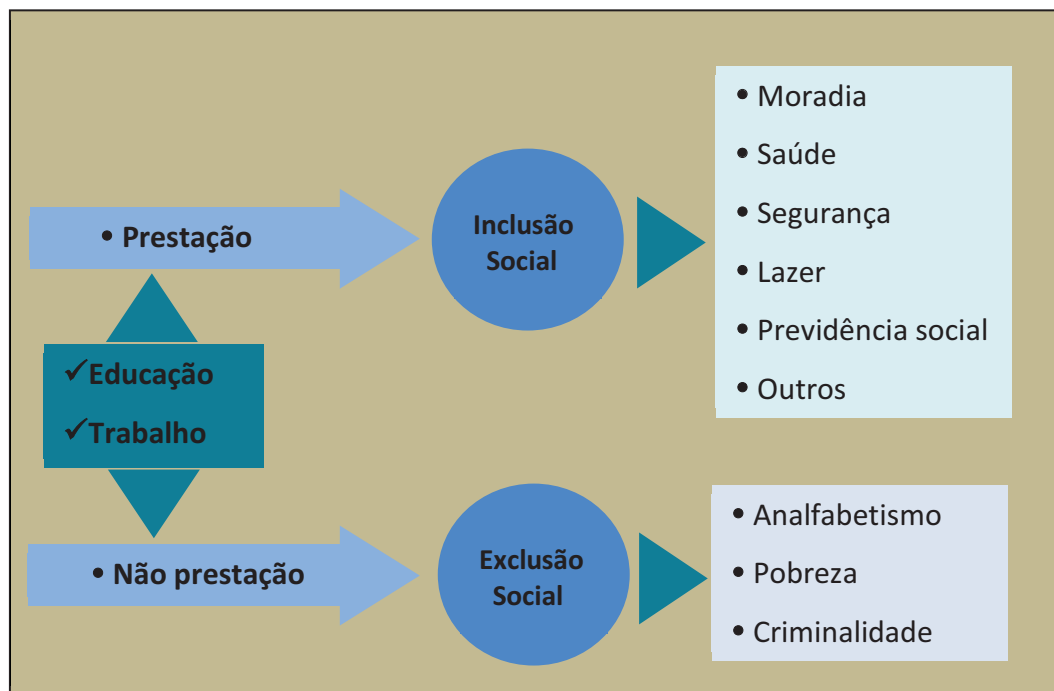 • Prestação
Inclusão
Social
• Moradia
• Saúde
• Segurança
• Lazer
• Previdência social
• Outros
✓Educação
✓Trabalho
• Não prestação
Exclusão
Social
• Analfabetismo
• Pobreza
• Criminalidade